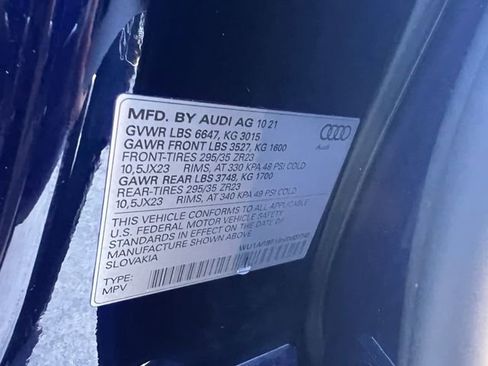 MFD. BY AUDI AG 10 21
GVWR LBS 6647, KG 3015
GAWR FRONT LBS 3527, KG 1600
FRONT-TIRES 295/35 ZR23
10,5JX23 RIMS, AT 330 KPA 48 PSI COLD
GAWR REAR LBS 3748, KG 1700
REAR-TIRES 295/35 ZR23
10,5JX23 RIMS, AT 340 KPA 49 PSI COLD
Audi
THIS VEHICLE CONFORMS TO ALL APPLICABLE
U.S. FEDERAL MOTOR VEHICLE SAFETY
STANDARDS IN EFFECT ON THE DATE OF
MANUFACTURE SHOWN ABOVE
SLOVAKIA
TYPE:
MPV